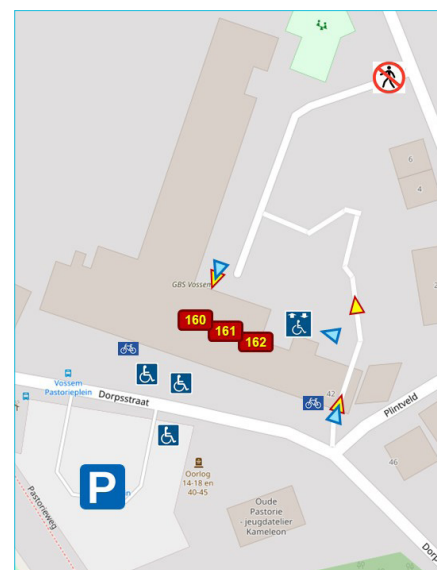 6
4
2
GBS Vossem
160
161
162
Vossem
Pastorieplein
Dorpsstraat
42
Plintveld
46
P
Pastorieweg
Oorlog
14-18 en
40-45
Oude
Pastorie
- jeugdatelier
Kameleon